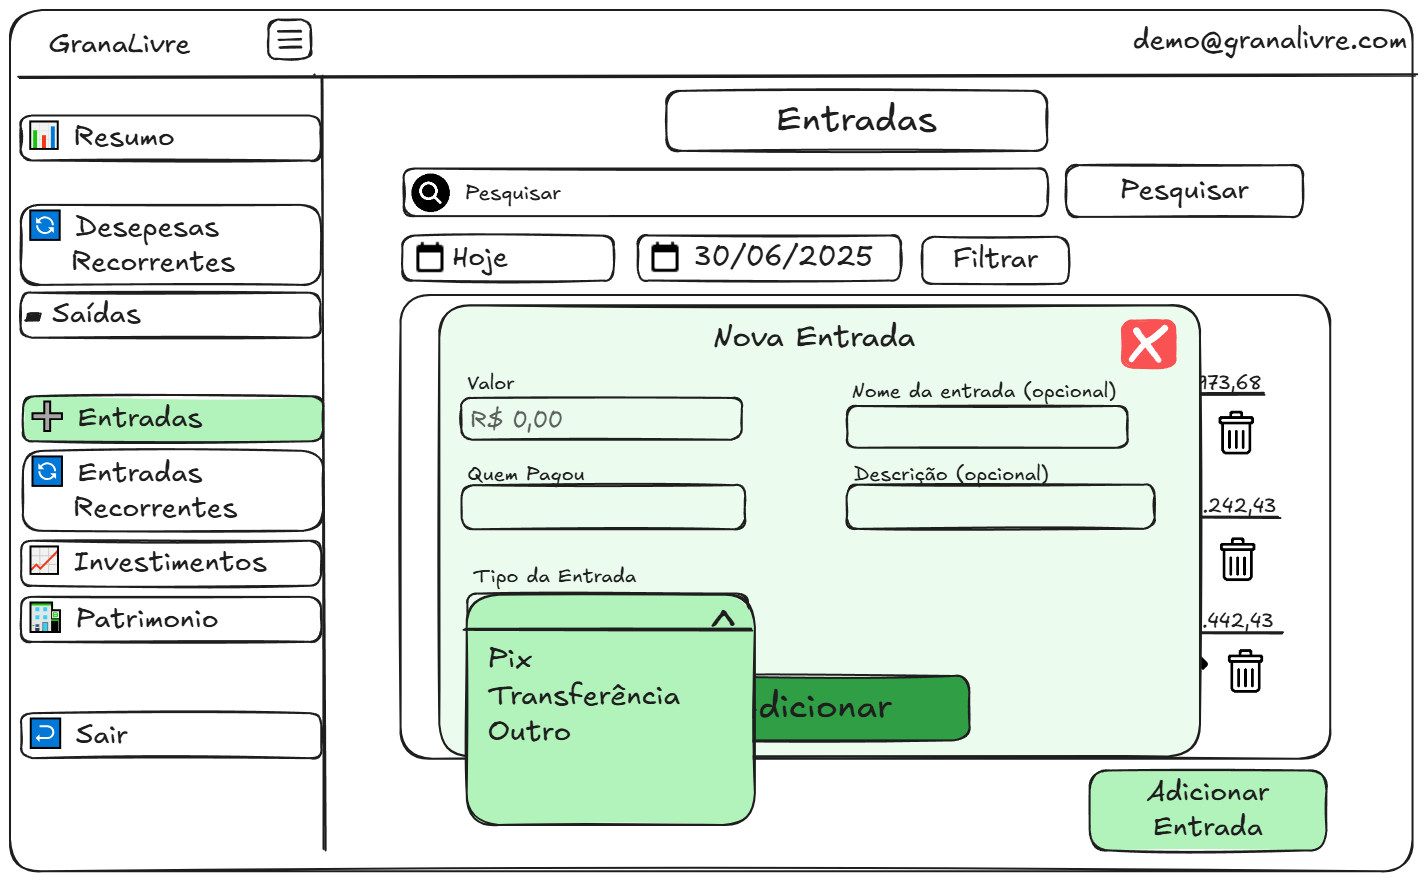 GranaLivre
demo@granalivre.com
Resumo
Desepesas
Recorrentes
Saídas
Entradas
Entradas
Recorrentes
Investimentos
Patrimonio
Sair
Entradas
Pesquisar
Pesquisar
Hoje
30/06/2025
Filtrar
Nova Entrada
Valor
R$ 0,00
Nome da entrada (opcional)
Quem Pagou
Descrição (opcional)
Tipo da Entrada
Pix
Transferência
Outro
dicionar
973,68
.242,43
.442,43
Adicionar
Entrada